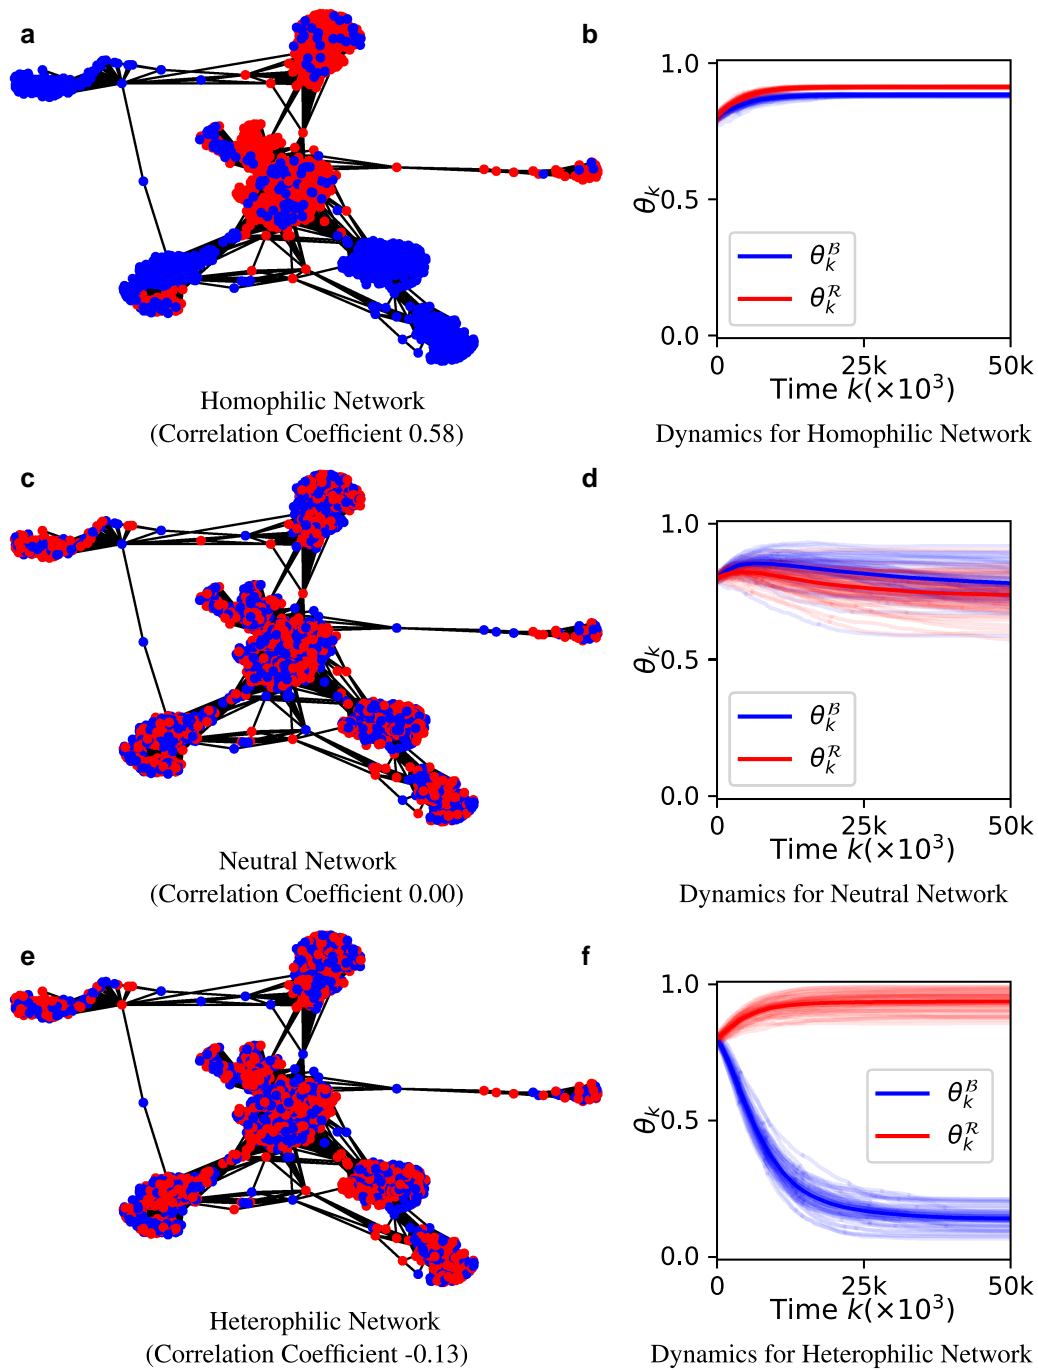 a
b
1.0
0.5
0.0
θₖ
θₖᴮ
θₖᴿ
25k
50k
Time k(×10³)
Homophilic Network
(Correlation Coefficient 0.58)
Dynamics for Homophilic Network
c
d
1.0
0.5
0.0
θₖ
θₖᴮ
θₖᴿ
0
25k
50k
Time k(×10³)
Neutral Network
(Correlation Coefficient 0.00)
Dynamics for Neutral Network
e
f
1.0
0.5
0.0
θₖ
θₖᴮ
θₖᴿ
0
25k
50k
Time k(×10³)
Heterophilic Network
(Correlation Coefficient -0.13)
Dynamics for Heterophilic Network